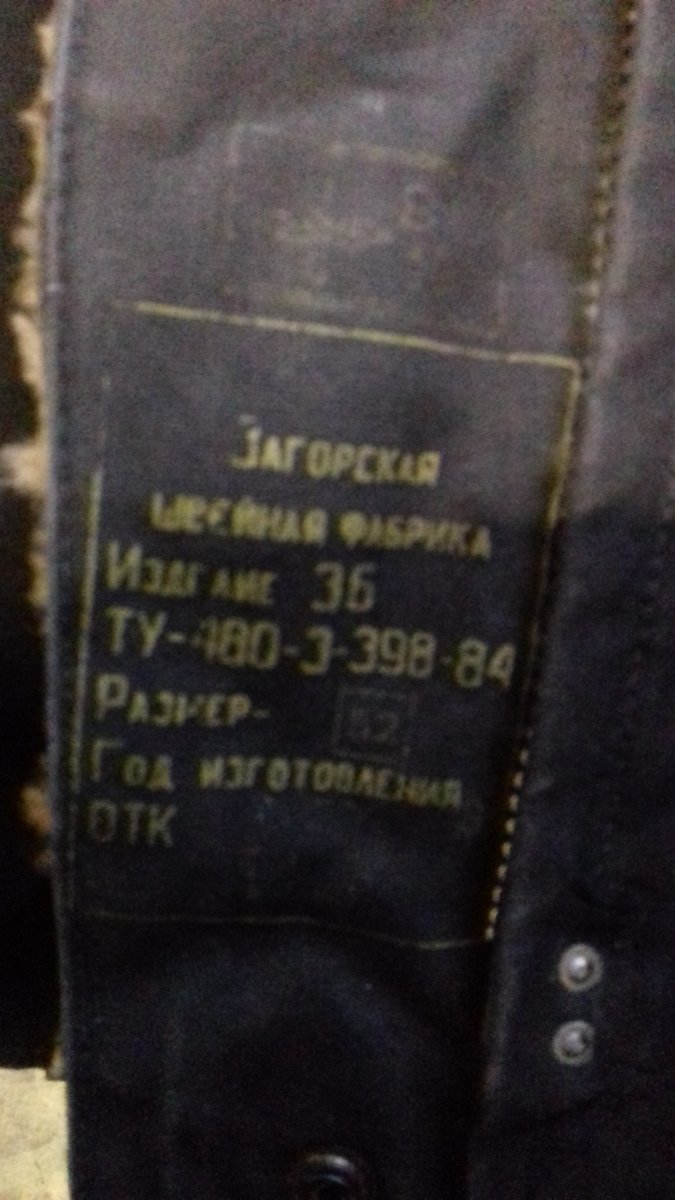 Загорская
швейная фабрика
Изделие 36
ТУ-480-3-398-84
Размер- 52
Год изготовления
ОТК